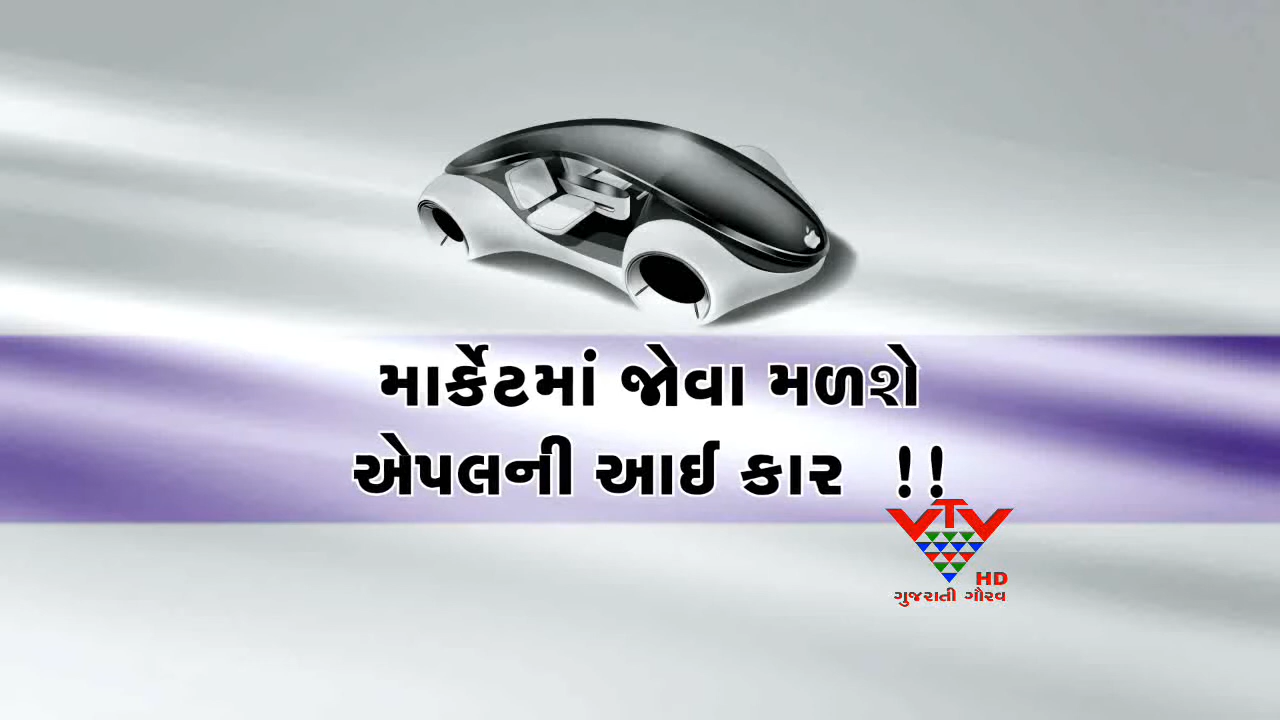 માર્કેટમાં જોવા મળશે
એપલની આઈ કાર !!
VTV
HD
ગુજરાતી ગૌરવ